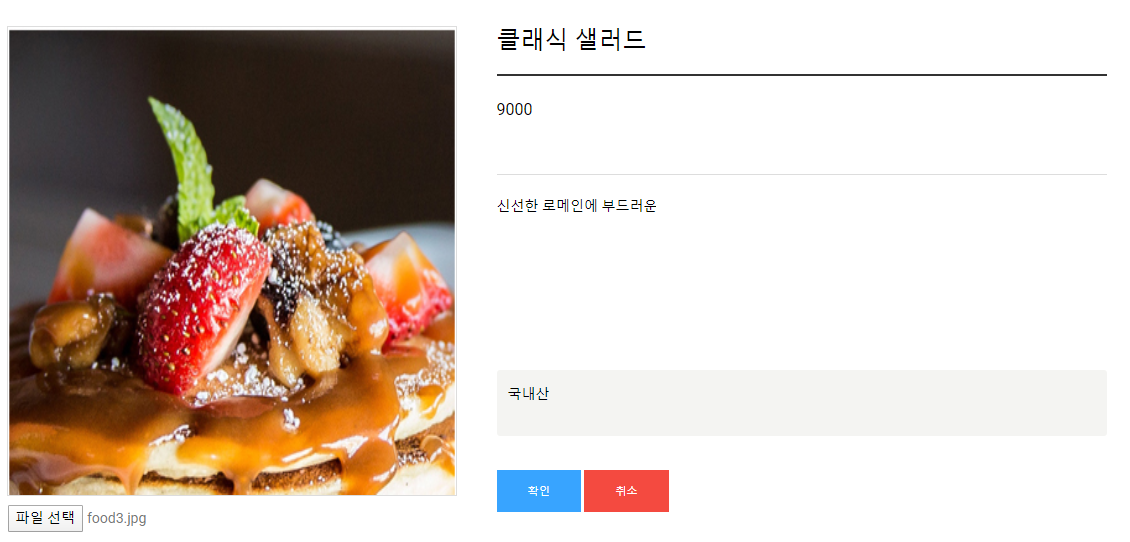 클래식 샐러드
9000
신선한 로메인에 부드러운
국내산
확인 취소
파일 선택 food3.jpg